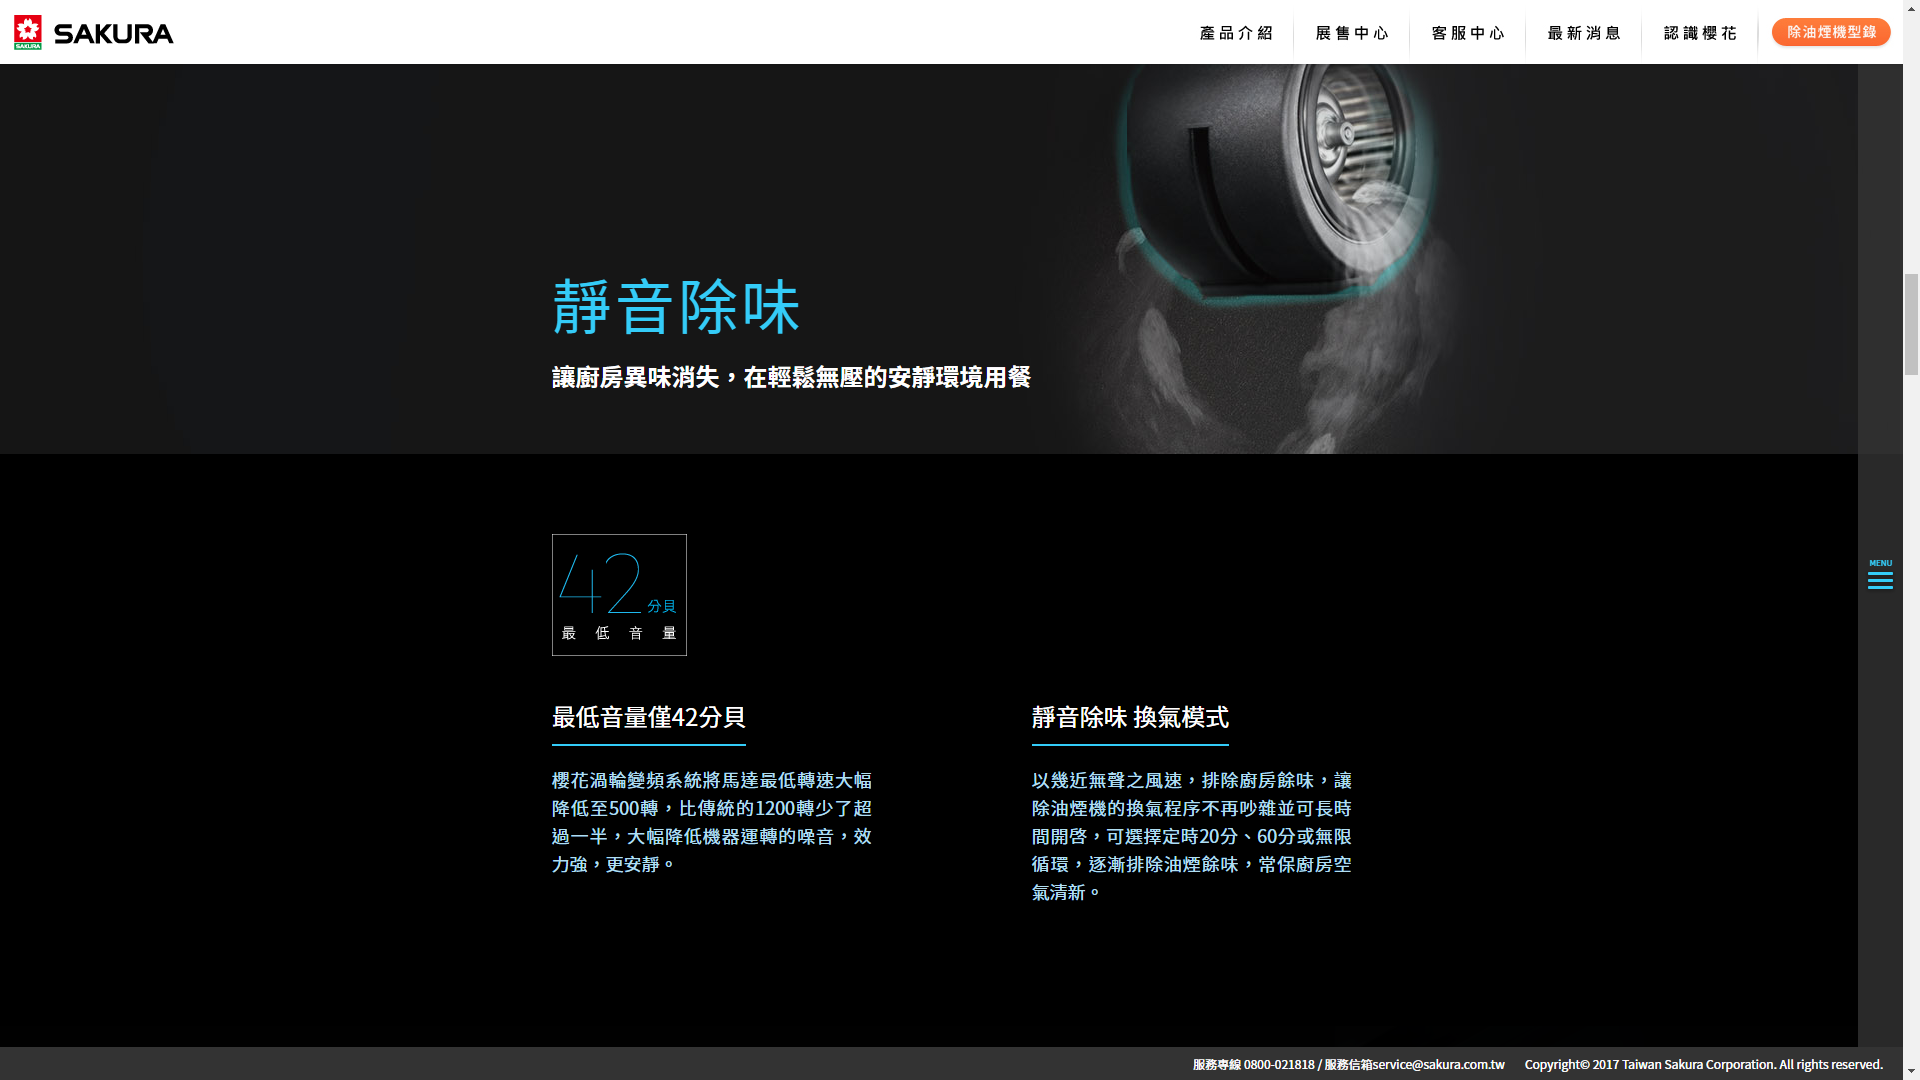 SAKURA
SAKURA
產品介紹
展售中心
客服中心
最新消息
認識櫻花
除油煙機型錄
靜音除味
讓廚房異味消失，在輕鬆無壓的安靜環境用餐
MENU
42分貝
最低音量
最低音量僅42分貝
櫻花渦輪變頻系統將馬達最低轉速大幅
降低至500轉，比傳統的1200轉少了超
過一半，大幅降低機器運轉的噪音，效
力強，更安靜。
靜音除味 換氣模式
以幾近無聲之風速，排除廚房餘味，讓
除油煙機的換氣程序不再吵雜並可長時
間開啓，可選擇定時20分、60分或無限
循環，逐漸排除油煙餘味，常保廚房空
氣清新。
服務專線 0800-021818 / 服務信箱service@sakura.com.tw
Copyright© 2017 Taiwan Sakura Corporation. All rights reserved.